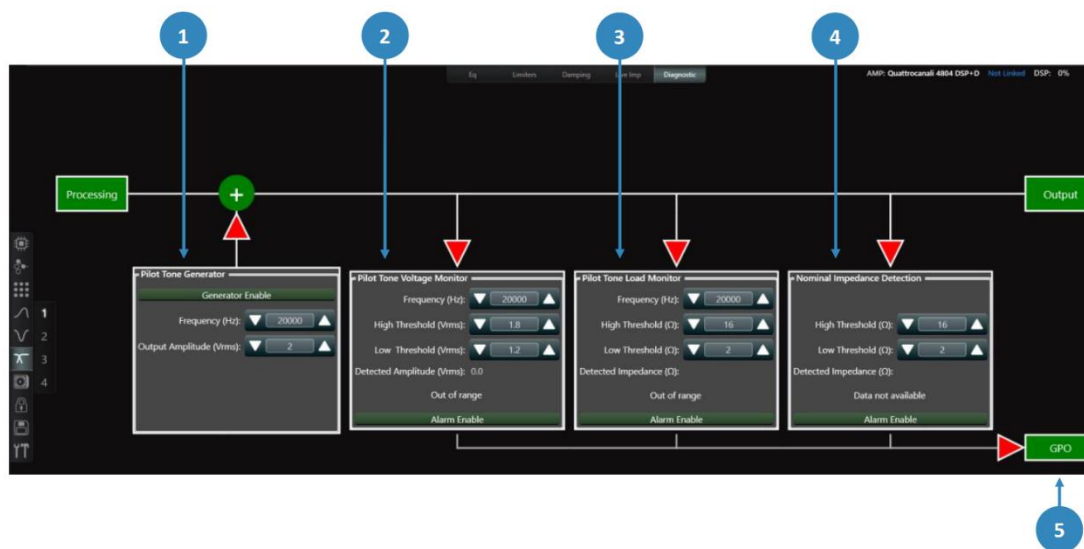 1
2
3
4
Eq Limiters Damping Live Imp Diagnostic
AMP: Quattrocanali 4804 DSP+D Not Linked DSP: 0%
Processing
+
Output
1
2
3
4
Pilot Tone Generator
Generator Enable
Frequency (Hz): 20000
Output Amplitude (Vrms): 2
Pilot Tone Voltage Monitor
Frequency (Hz): 20000
High Threshold (Vrms): 1.8
Low Threshold (Vrms): 1.2
Detected Amplitude (Vrms): 0.0
Out of range
Alarm Enable
Pilot Tone Load Monitor
Frequency (Hz): 20000
High Threshold (Ω): 16
Low Threshold (Ω): 2
Detected Impedance (Ω):
Out of range
Alarm Enable
Nominal Impedance Detection
High Threshold (Ω): 16
Low Threshold (Ω): 2
Detected Impedance (Ω):
Data not available
Alarm Enable
GPO
5